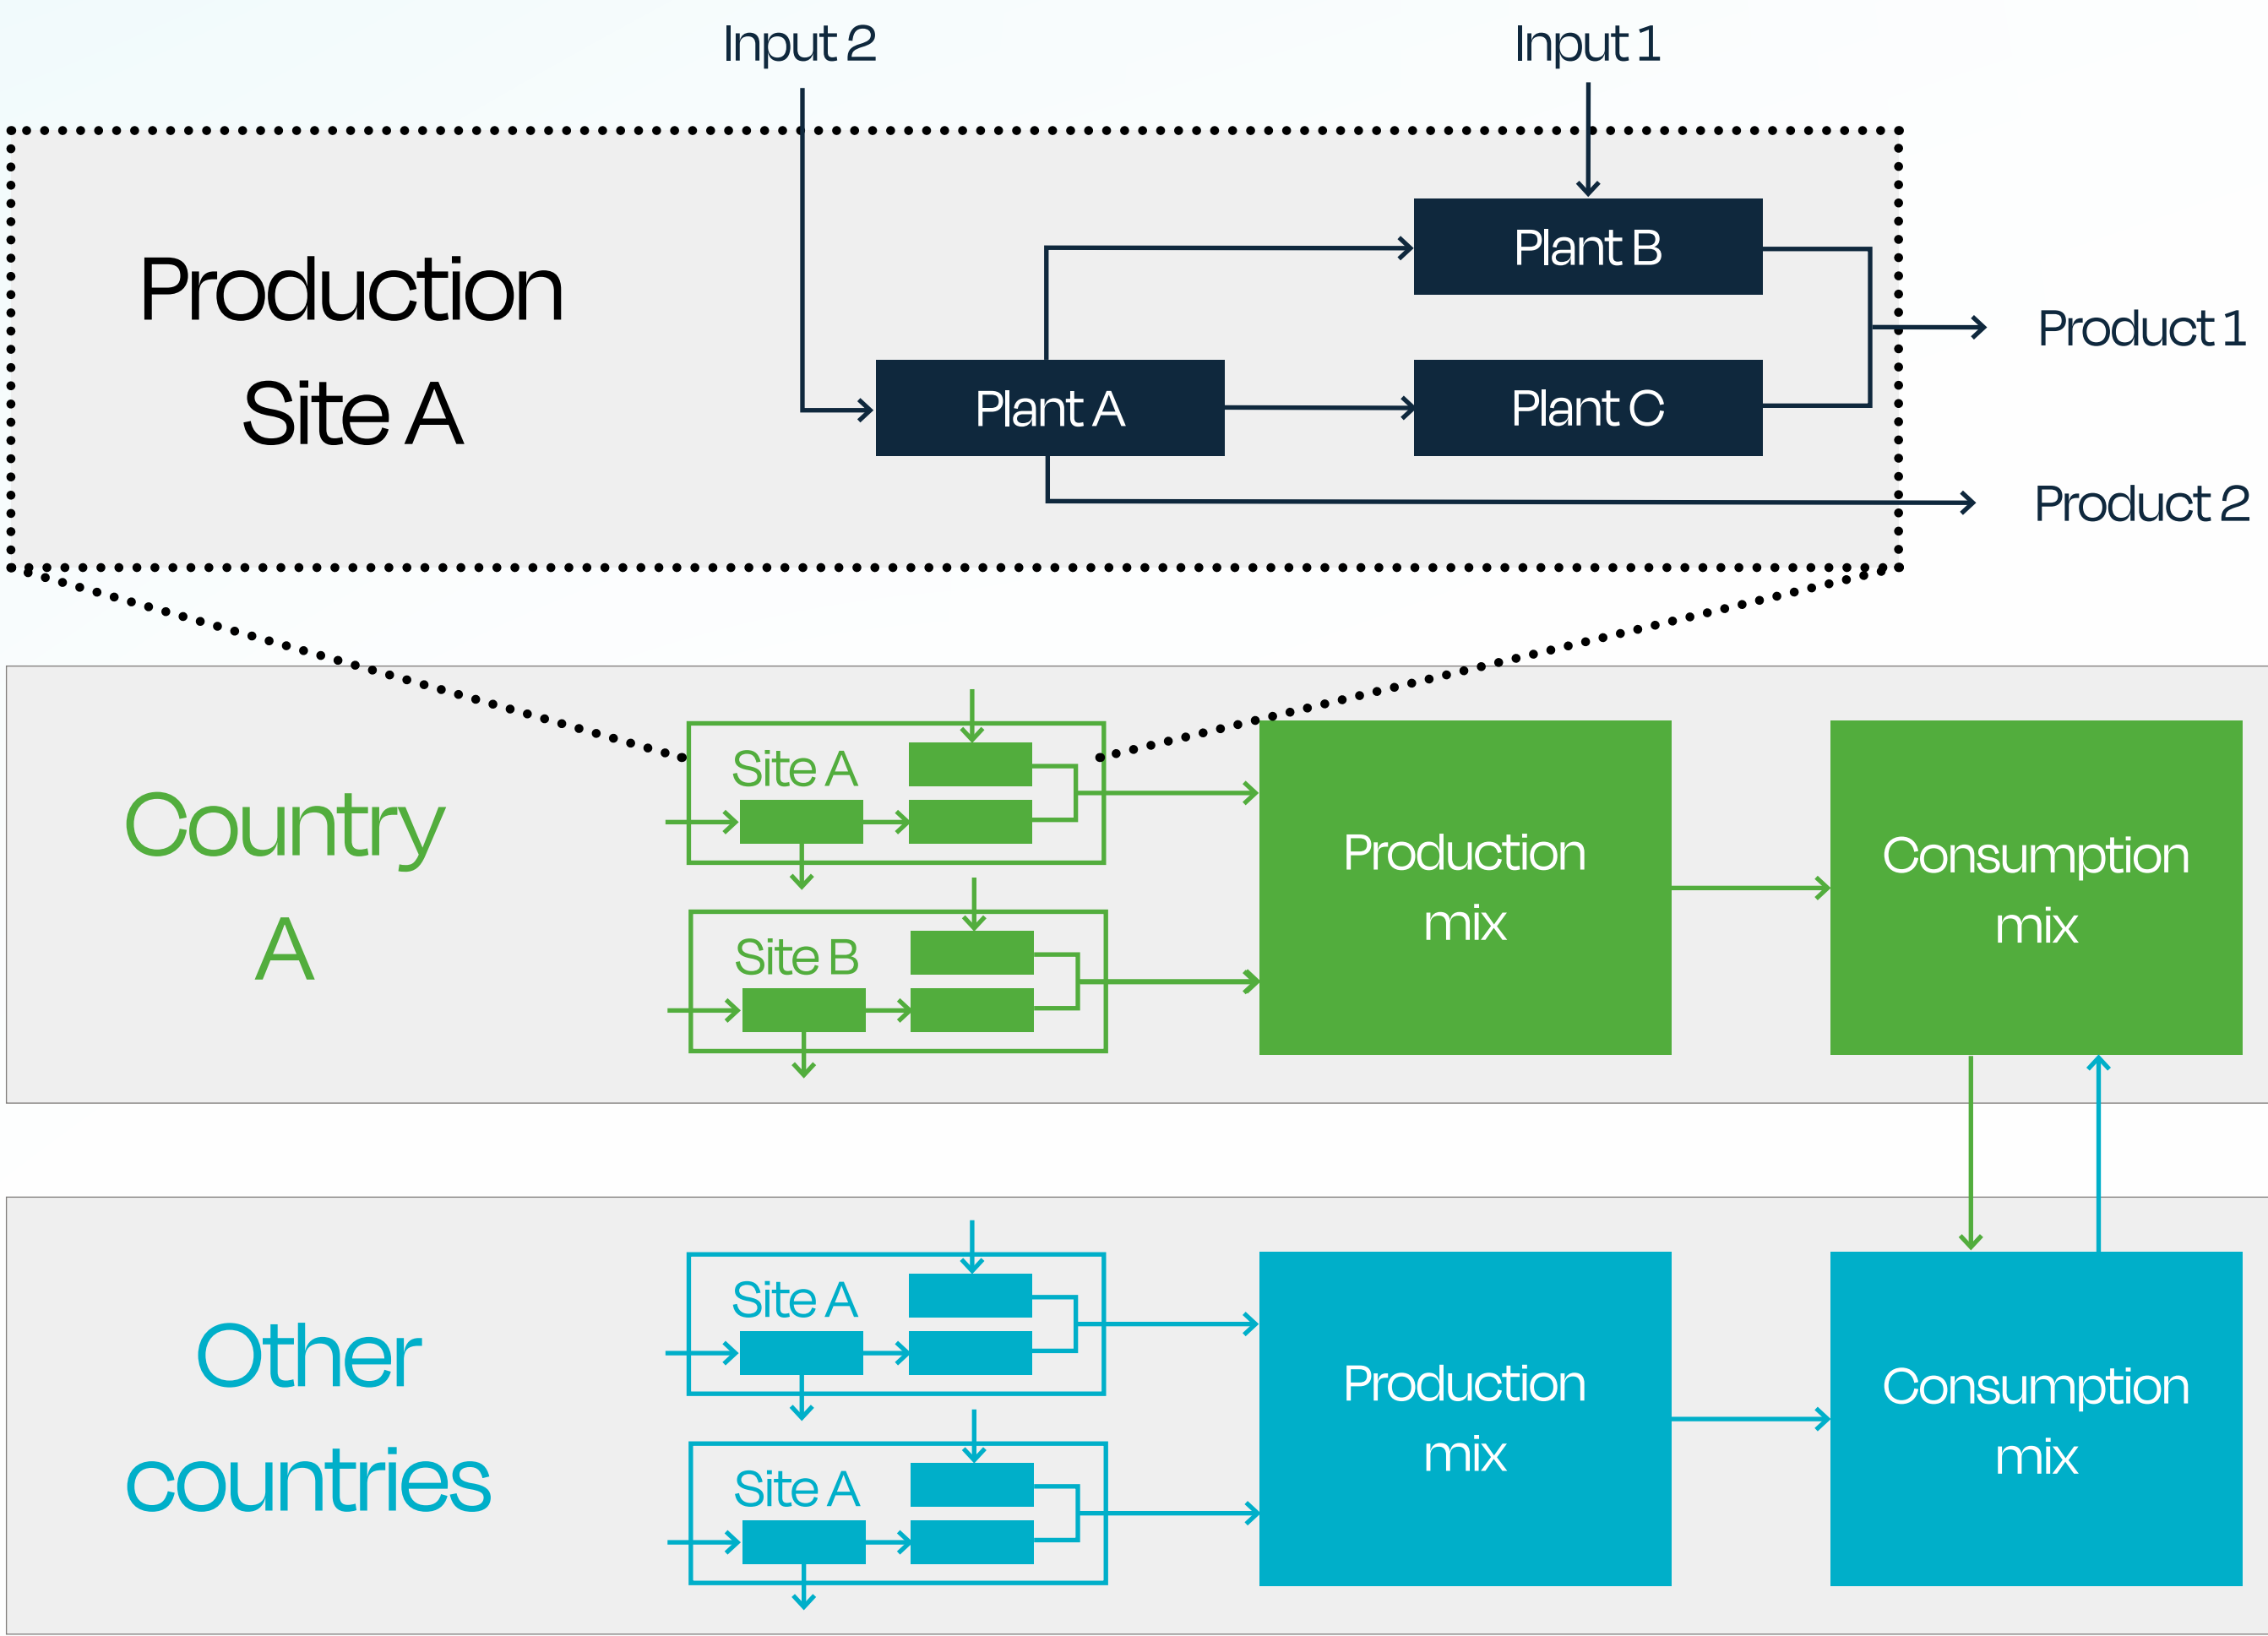 Input 2
Input 1
Production
Site A
Plant B
Plant A
Plant C
Product 1
Product 2
Country
A
Site A
Site B
Production
mix
Consumption
mix
Other
countries
Site A
Site A
Production
mix
Consumption
mix